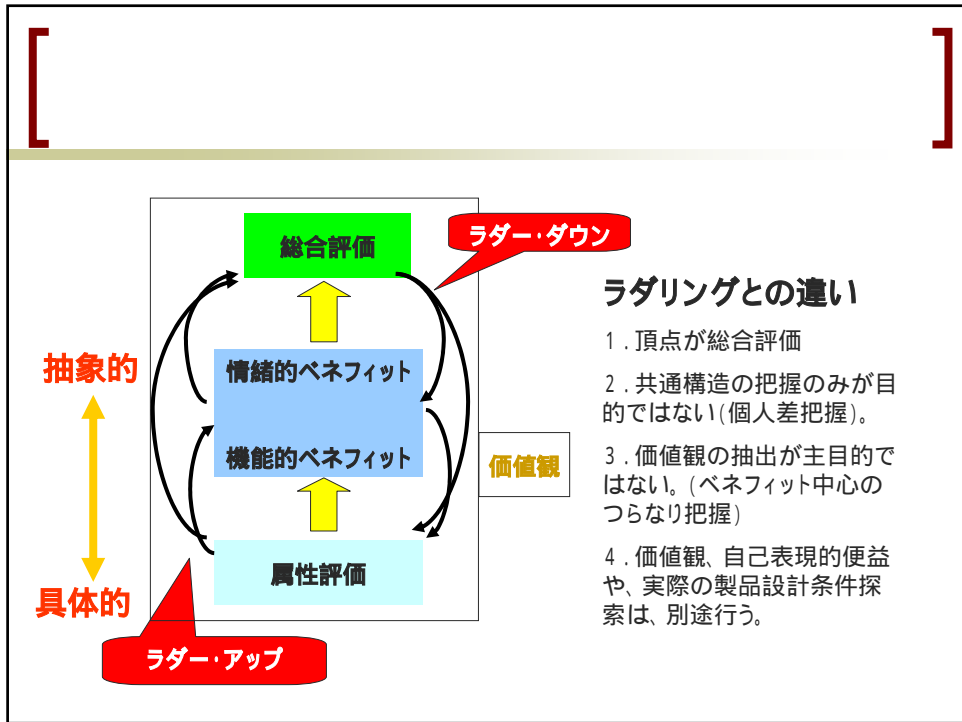 総合評価
ラダー・ダウン
抽象的
情緒的ベネフィット
機能的ベネフィット
価値観
属性評価
具体的
ラダー・アップ
ラダリングとの違い
1．頂点が総合評価
2．共通構造の把握のみが目
的ではない(個人差把握)。
3．価値観の抽出が主目的で
はない。(ベネフィット中心の
つらなり把握)
4．価値観、自己表現的便益
や、実際の製品設計条件探
索は、別途行う。